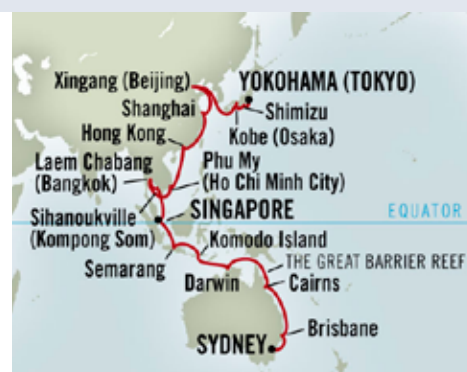 Xingang (Beijing)
YOKOHAMA (TOKYO)
Shanghai
Shimizu
Kobe (Osaka)
Hong Kong
Laem Chabang
(Bangkok)
Phu My
(Ho Chi Minh City)
Sihanoukville
(Kompong Som)
SINGAPORE
EQUATOR
Komodo Island
Semarang
THE GREAT BARRIER REEF
Darwin
Cairns
Brisbane
SYDNEY